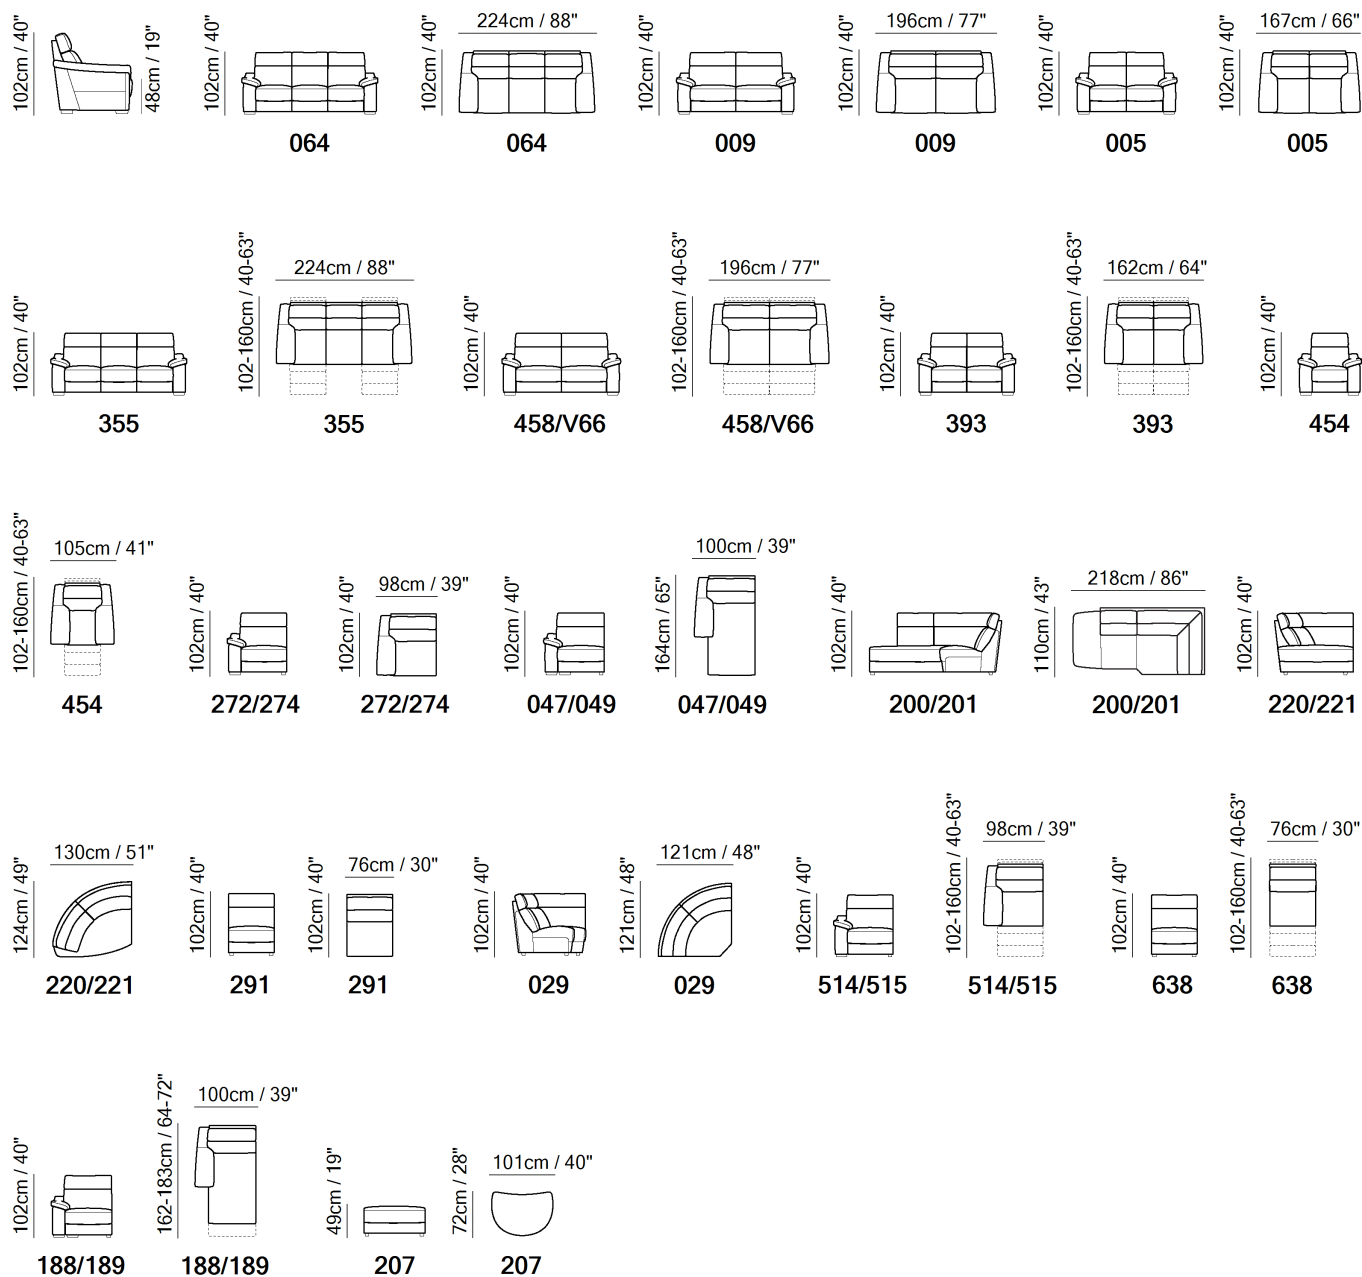 102cm / 40"
48cm / 19"
102cm / 40"
064
102cm / 40"
224cm / 88"
064
102cm / 40"
009
102cm / 40"
196cm / 77"
009
102cm / 40"
005
102cm / 40"
167cm / 66"
005
102cm / 40"
355
102-160cm / 40-63"
224cm / 88"
355
102cm / 40"
458/V66
102-160cm / 40-63"
196cm / 77"
458/V66
102cm / 40"
393
102-160cm / 40-63"
162cm / 64"
393
102cm / 40"
454
102-160cm / 40-63"
105cm / 41"
454
102cm / 40"
272/274
102cm / 40"
98cm / 39"
272/274
102cm / 40"
047/049
164cm / 65"
100cm / 39"
047/049
102cm / 40"
200/201
110cm / 43"
218cm / 86"
200/201
102cm / 40"
220/221
124cm / 49"
130cm / 51"
220/221
102cm / 40"
291
102cm / 40"
76cm / 30"
291
102cm / 40"
029
121cm / 48"
121cm / 48"
029
102cm / 40"
514/515
102-160cm / 40-63"
98cm / 39"
514/515
102cm / 40"
638
102-160cm / 40-63"
76cm / 30"
638
102cm / 40"
188/189
162-183cm / 64-72"
100cm / 39"
188/189
49cm / 19"
207
72cm / 28"
101cm / 40"
207